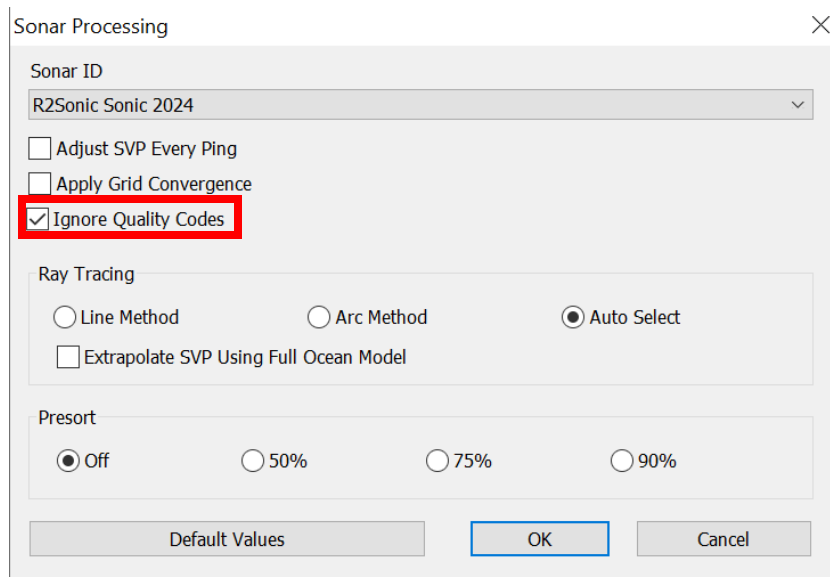 Sonar Processing
Sonar ID
R2Sonic Sonic 2024
Adjust SVP Every Ping
Apply Grid Convergence
Ignore Quality Codes
Ray Tracing
Line Method Arc Method Auto Select
Extrapolate SVP Using Full Ocean Model
Presort
Off 50% 75% 90%
Default Values OK Cancel